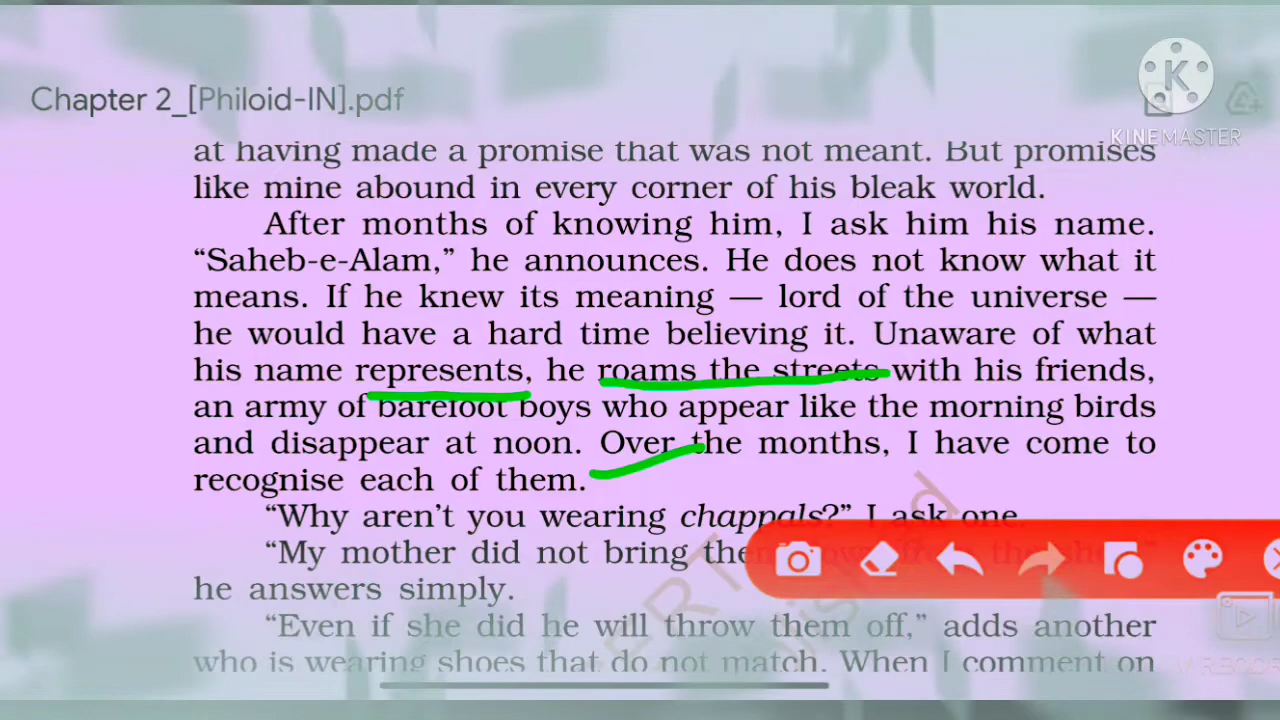 Chapter 2_[Philoid-IN].pdf
KINEMASTER
at having made a promise that was not meant. But promises
like mine abound in every corner of his bleak world.
After months of knowing him, I ask him his name.
“Saheb-e-Alam,” he announces. He does not know what it
means. If he knew its meaning — lord of the universe —
he would have a hard time believing it. Unaware of what
his name represents, he roams the streets with his friends,
an army of barefoot boys who appear like the morning birds
and disappear at noon. Over the months, I have come to
recognise each of them.
“Why aren’t you wearing chappals?” I ask one.
“My mother did not bring them
he answers simply.
“Even if she did he will throw them off,” adds another
who is wearing shoes that do not match. When I comment on